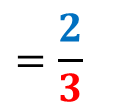 = 2/3